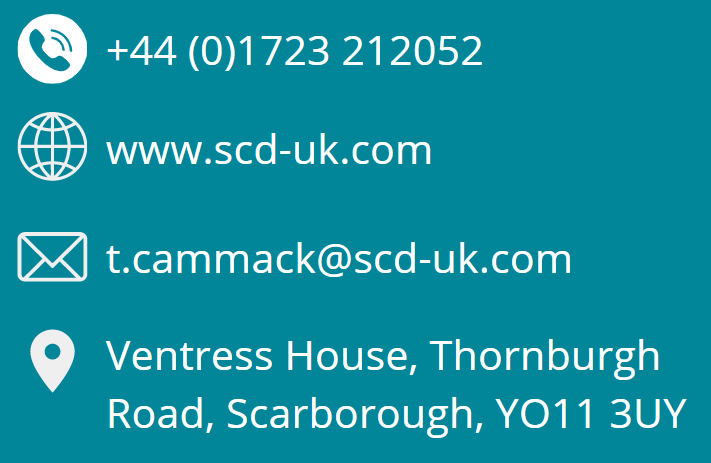 +44 (0)1723 212052
www.scd-uk.com
t.cammack@scd-uk.com
Ventress House, Thornburgh
Road, Scarborough, YO11 3UY